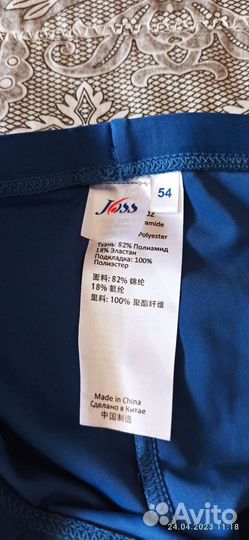 Joss
54
02
amide
Polyester
Ткань: 82% Полиамид
18% Эластан
Подкладка: 100%
Полиэстер
面料: 82% 锦纶
18% 氨纶
里料: 100% 聚酯纤维
Made in China
Сделано в Китае
中国制造
Avito
24.04.2023 11:18